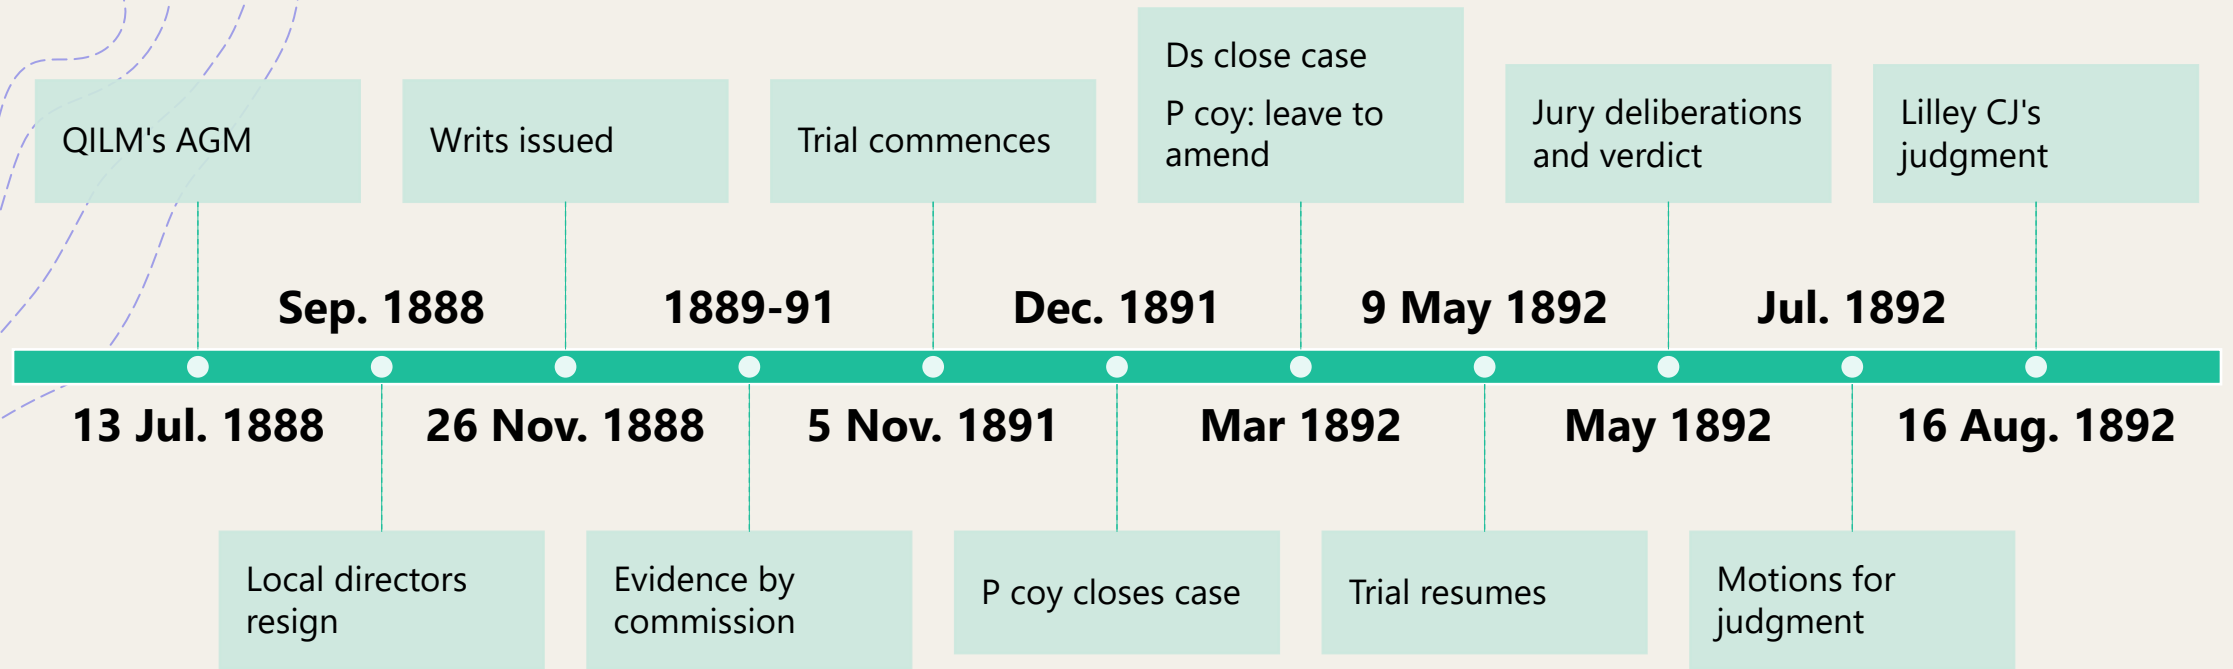 QILM's AGM
Writs issued
Trial commences
Ds close case
P coy: leave to
amend
Jury deliberations
and verdict
Lilley CJ's
judgment
Sep. 1888
1889-91
Dec. 1891
9 May 1892
Jul. 1892
13 Jul. 1888
26 Nov. 1888
5 Nov. 1891
Mar 1892
May 1892
16 Aug. 1892
Local directors
resign
Evidence by
commission
P coy closes case
Trial resumes
Motions for
judgment